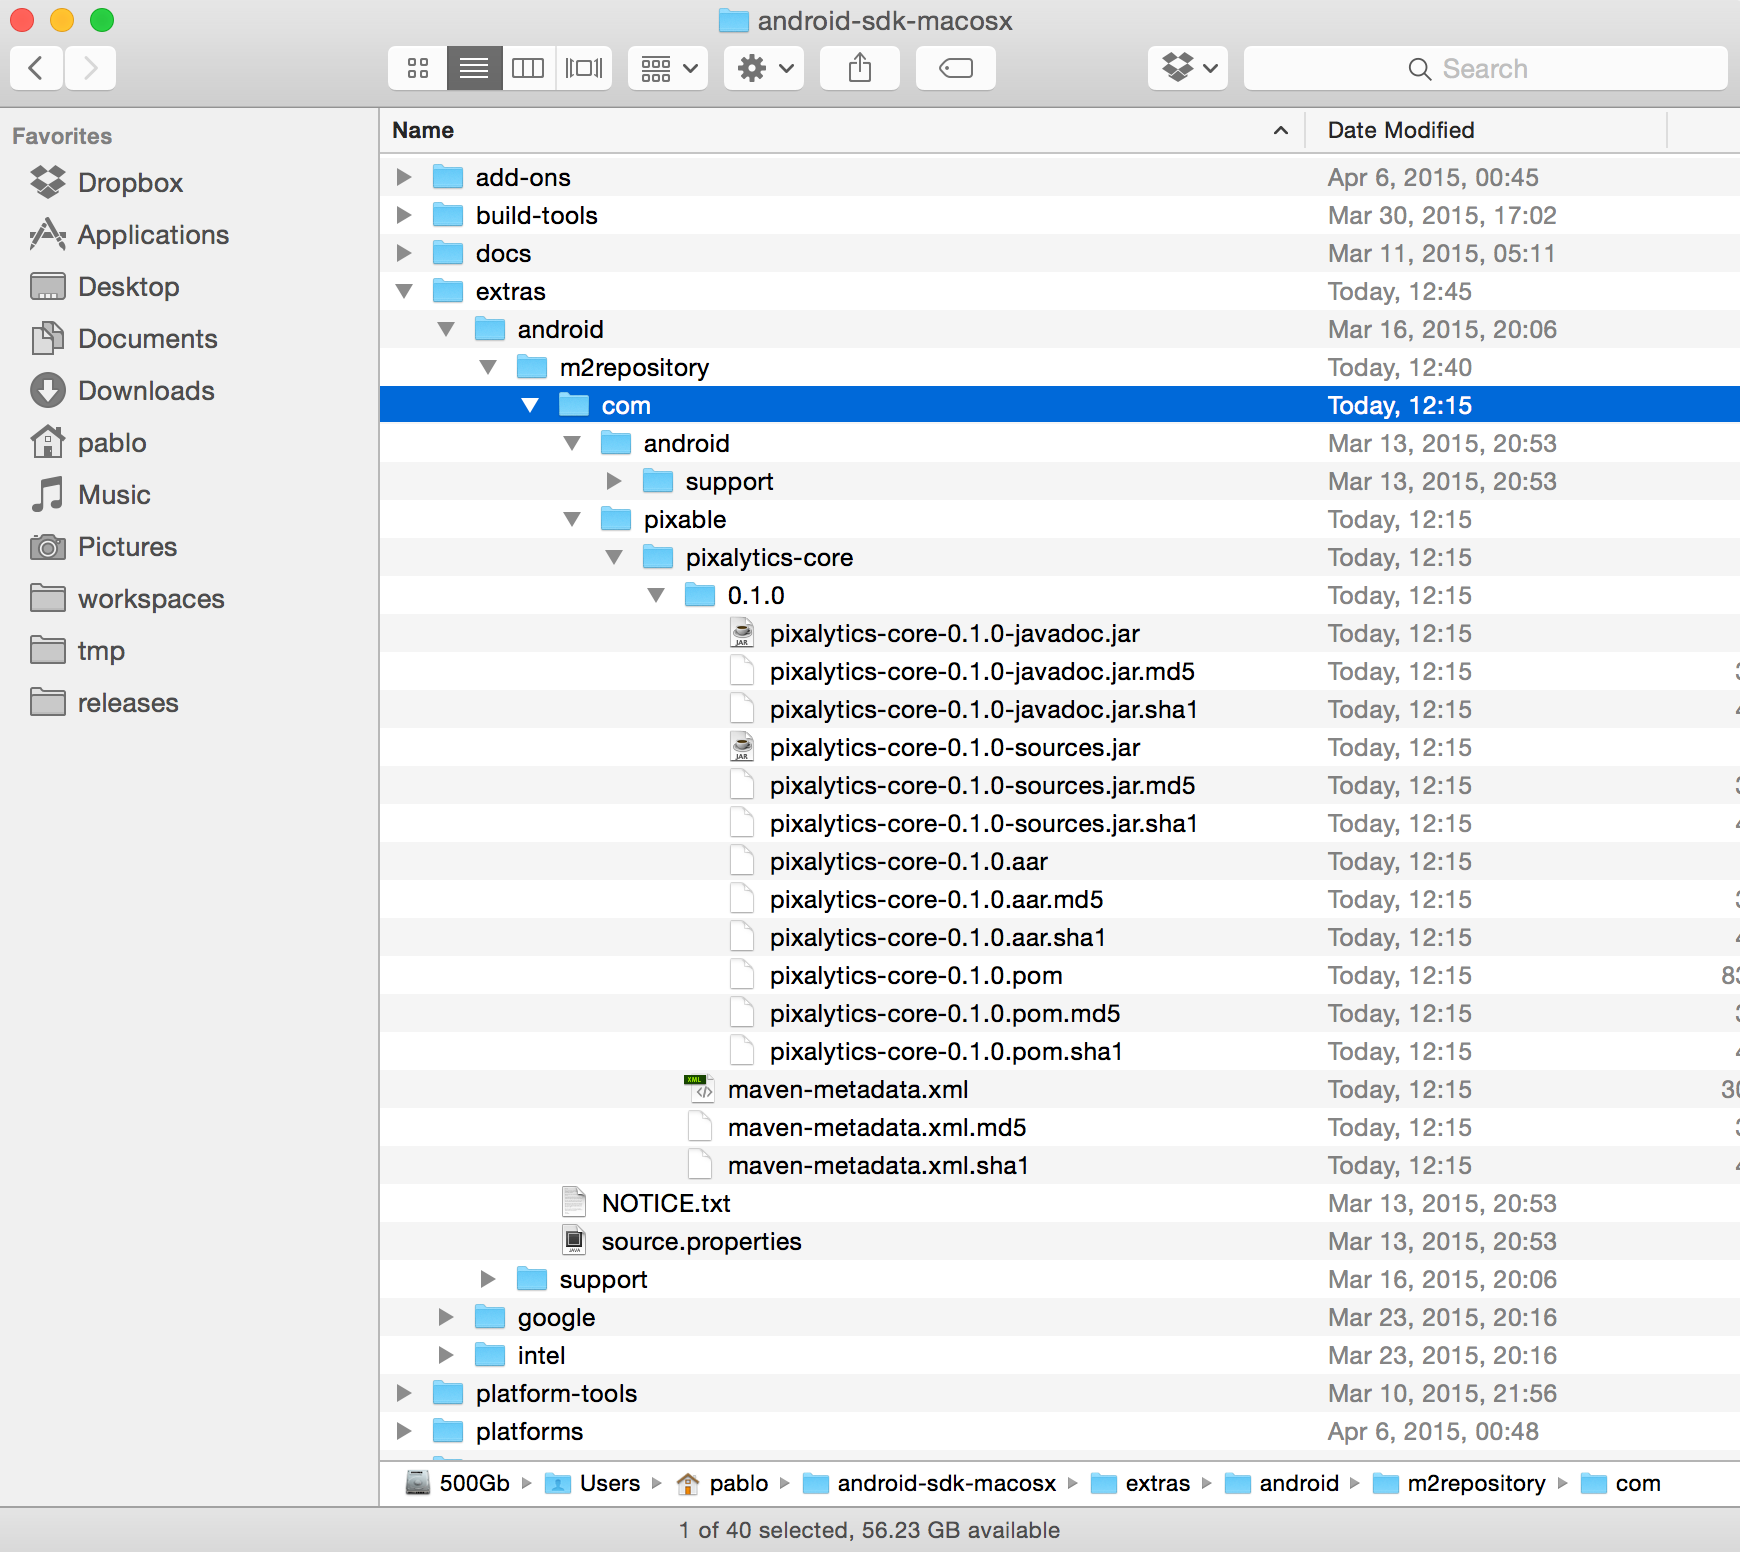 android-sdk-macosx
Search
Favorites
Dropbox
Applications
Desktop
Documents
Downloads
pablo
Music
Pictures
workspaces
tmp
releases
Name Date Modified
add-ons Apr 6, 2015, 00:45
build-tools Mar 30, 2015, 17:02
docs Mar 11, 2015, 05:11
extras Today, 12:45
android Mar 16, 2015, 20:06
m2repository Today, 12:40
com Today, 12:15
android Mar 13, 2015, 20:53
support Mar 13, 2015, 20:53
pixable Today, 12:15
pixalytics-core Today, 12:15
0.1.0 Today, 12:15
JAR pixalytics-core-0.1.0-javadoc.jar Today, 12:15
pixalytics-core-0.1.0-javadoc.jar.md5 Today, 12:15
pixalytics-core-0.1.0-javadoc.jar.sha1 Today, 12:15
JAR pixalytics-core-0.1.0-sources.jar Today, 12:15
pixalytics-core-0.1.0-sources.jar.md5 Today, 12:15
pixalytics-core-0.1.0-sources.jar.sha1 Today, 12:15
pixalytics-core-0.1.0.aar Today, 12:15
pixalytics-core-0.1.0.aar.md5 Today, 12:15
pixalytics-core-0.1.0.aar.sha1 Today, 12:15
pixalytics-core-0.1.0.pom Today, 12:15
pixalytics-core-0.1.0.pom.md5 Today, 12:15
pixalytics-core-0.1.0.pom.sha1 Today, 12:15
XML maven-metadata.xml Today, 12:15
maven-metadata.xml.md5 Today, 12:15
maven-metadata.xml.sha1 Today, 12:15
NOTICE.txt Mar 13, 2015, 20:53
JAVA source.properties Mar 13, 2015, 20:53
support Mar 16, 2015, 20:06
google Mar 23, 2015, 20:16
intel Mar 23, 2015, 20:16
platform-tools Mar 10, 2015, 21:56
platforms Apr 6, 2015, 00:48
500Gb Users pablo android-sdk-macosx extras android m2repository com
1 of 40 selected, 56.23 GB available